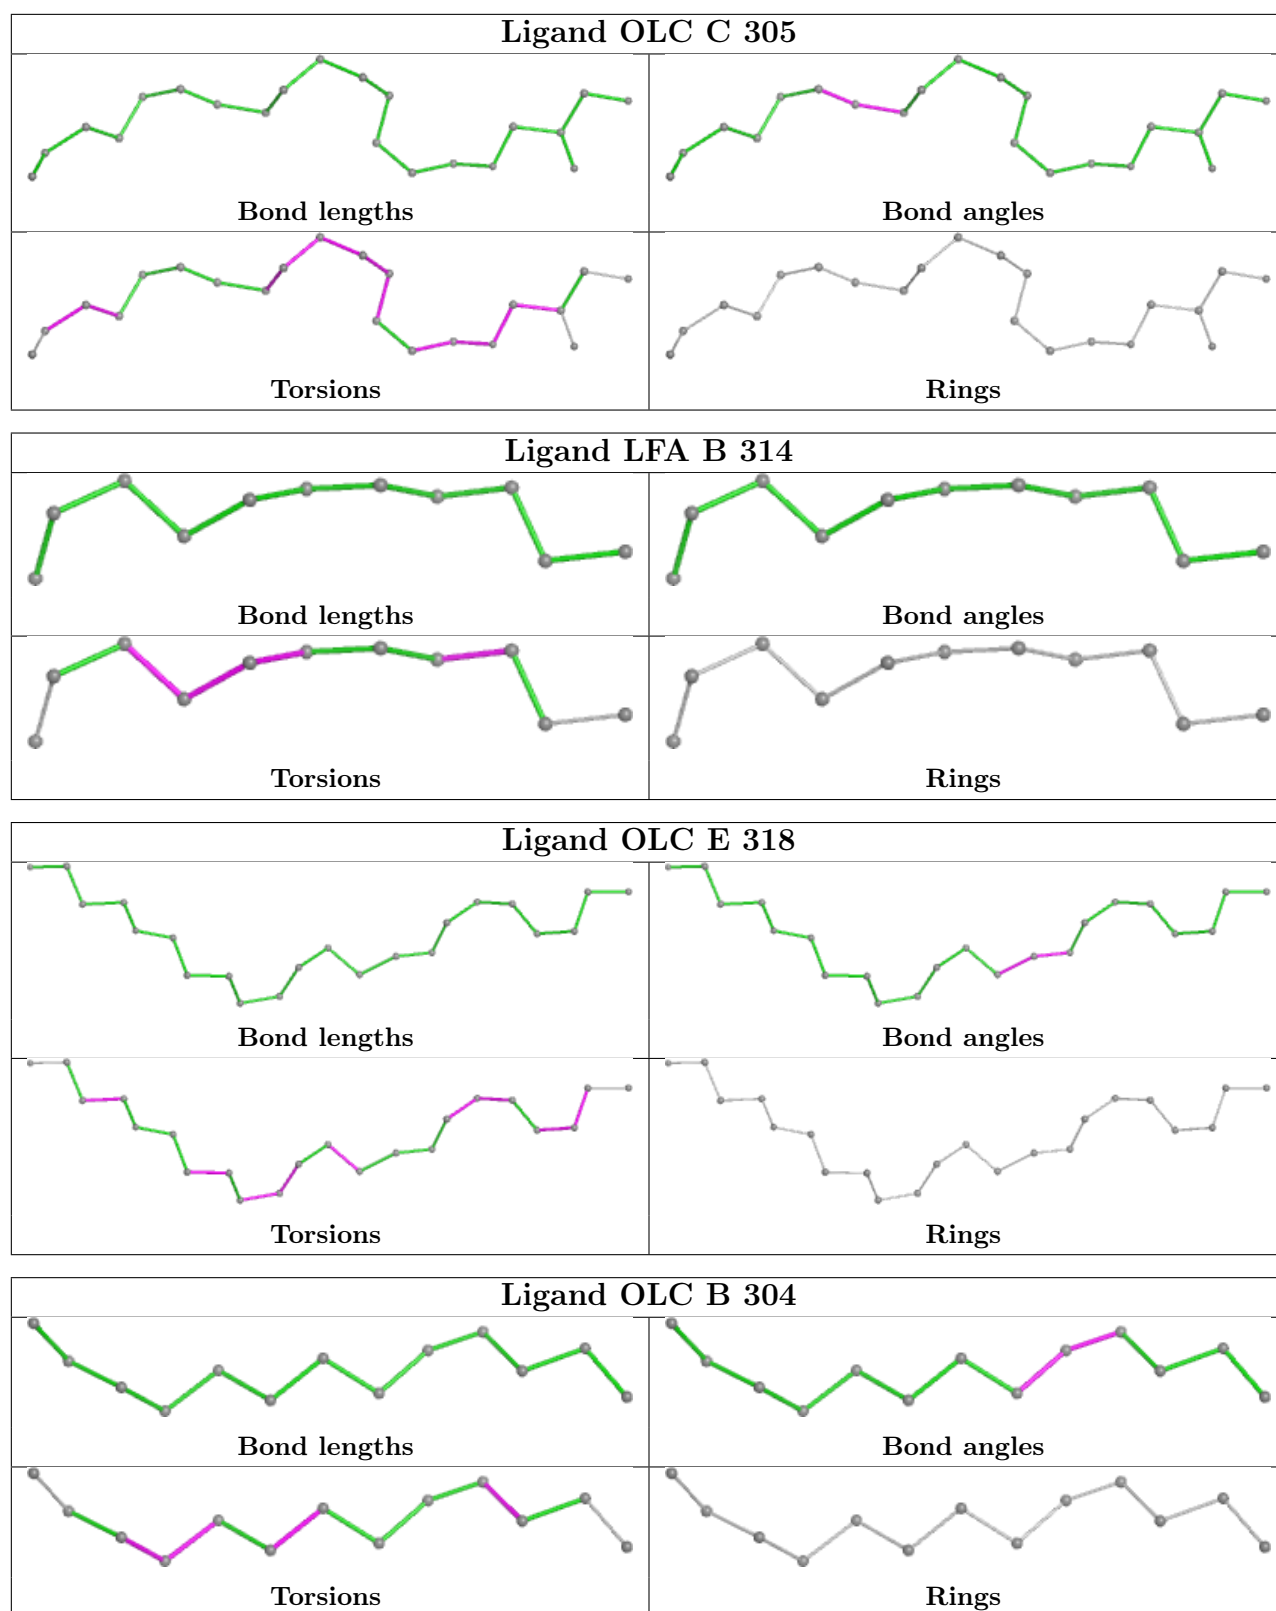 Ligand OLC C 305
Bond lengths
Bond angles
Torsions
Rings
Ligand LFA B 314
Bond lengths
Bond angles
Torsions
Rings
Ligand OLC E 318
Bond lengths
Bond angles
Torsions
Rings
Ligand OLC B 304
Bond lengths
Bond angles
Torsions
Rings